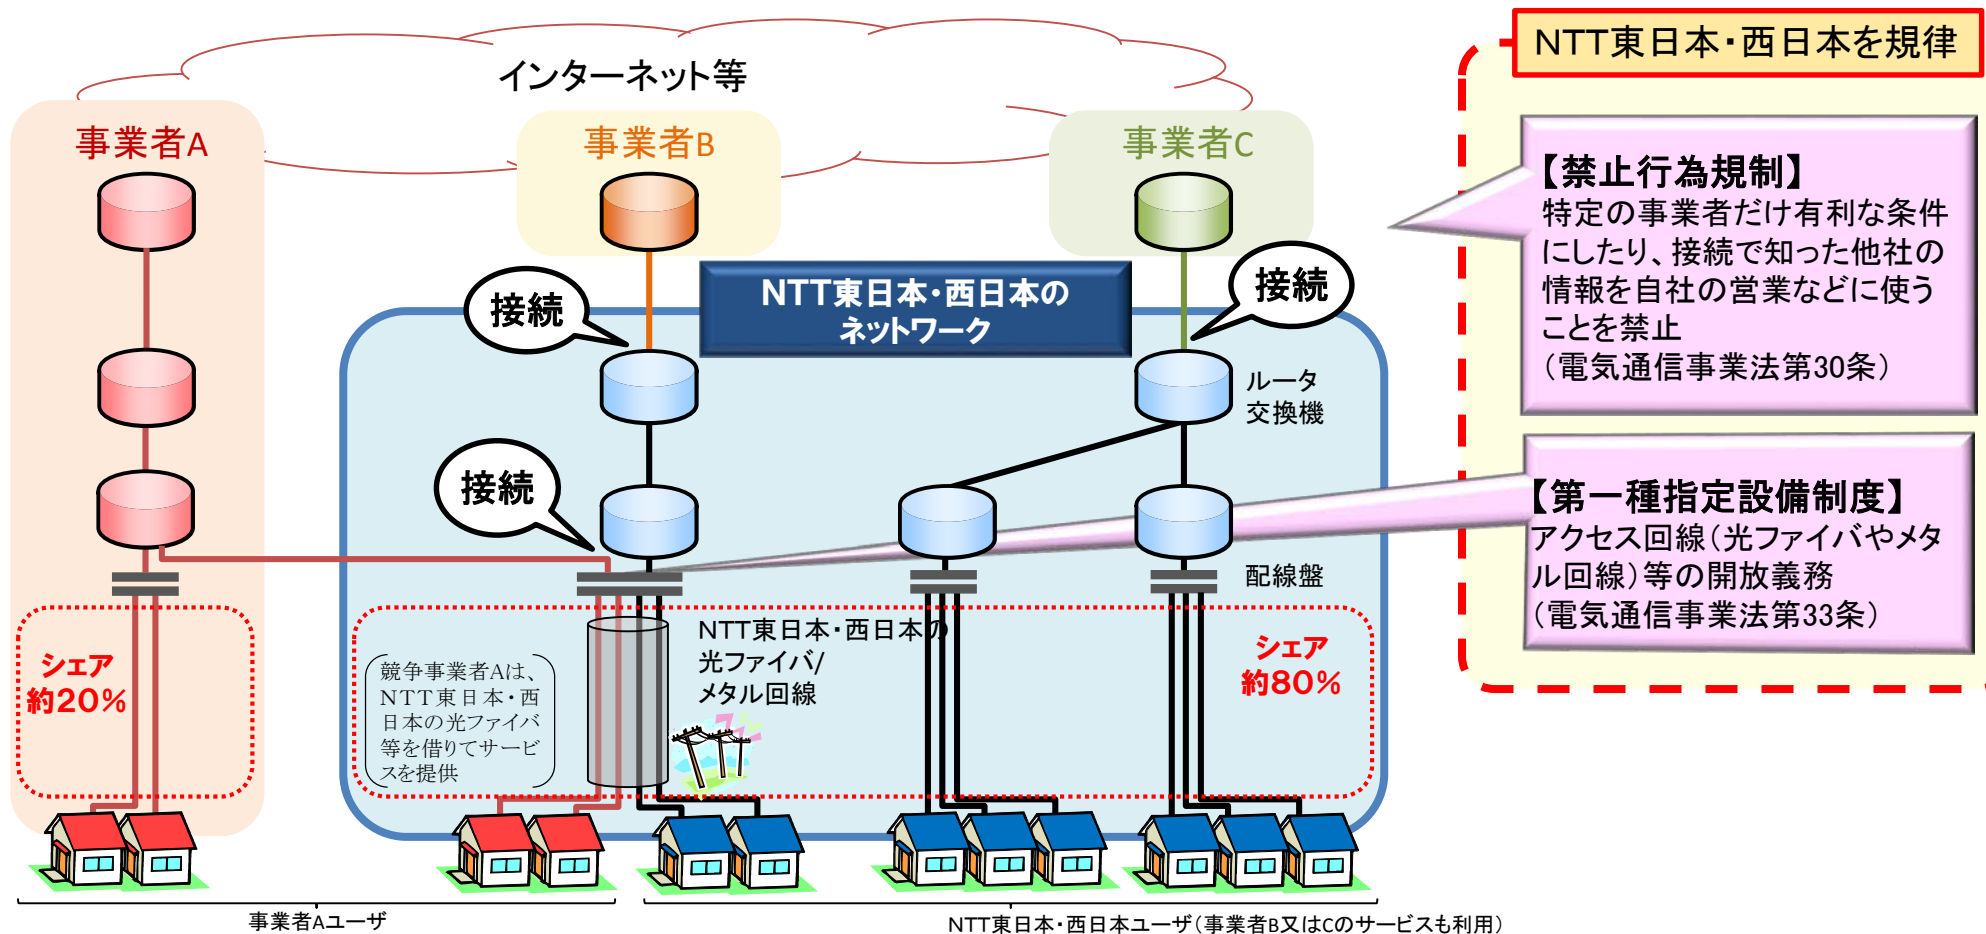 インターネット等
事業者A
事業者B
事業者C
NTT東日本・西日本の
ネットワーク
接続
接続
接続
ルータ
交換機
配線盤
シェア
約20%
競争事業者Aは、
NTT東日本・西
日本の光ファイバ
等を借りてサービ
スを提供
NTT東日本・西日本の
光ファイバ/
メタル回線
シェア
約80%
事業者Aユーザ
NTT東日本・西日本ユーザ(事業者B又はCのサービスも利用)
NTT東日本・西日本を規律
【禁止行為規制】
特定の事業者だけ有利な条件
にしたり、接続で知った他社の
情報を自社の営業などに使う
ことを禁止
(電気通信事業法第30条)
【第一種指定設備制度】
アクセス回線(光ファイバやメタ
ル回線)等の開放義務
(電気通信事業法第33条)